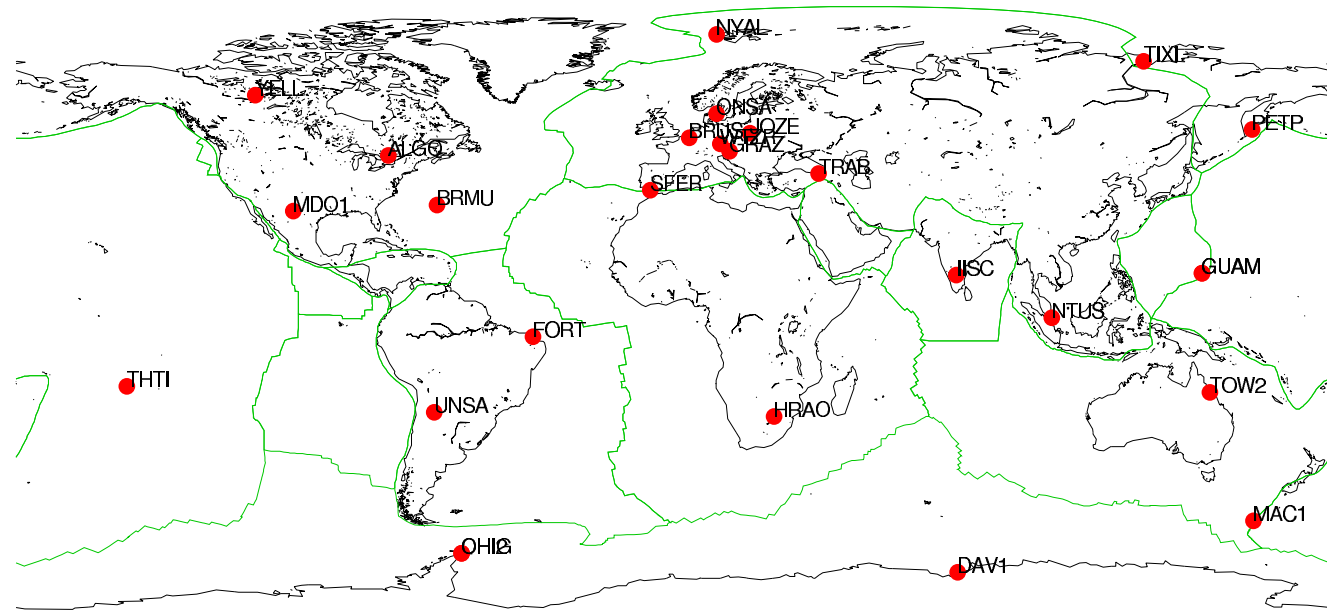 NYAL
TIXI
YELL
ONSA
PETP
JOZE
BRUS
GRAZ
ALGO
TRAB
SFER
BRMU
MDO1
GUAM
IISC
NTUS
FORT
THTI
TOW2
UNSA
HRAO
MAC1
DAV1